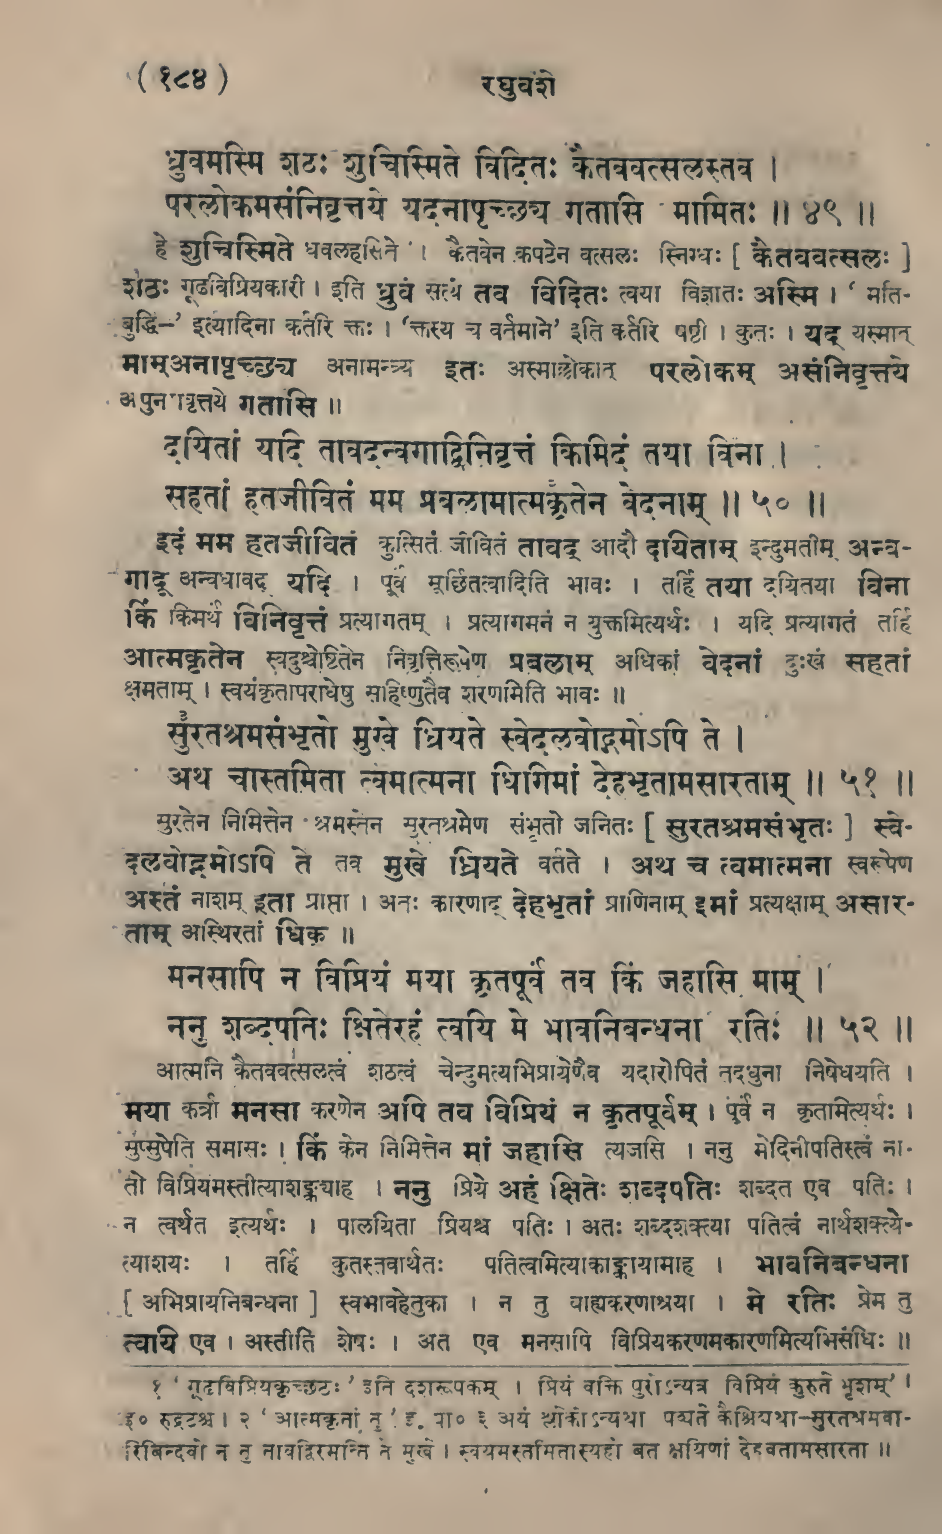 (१८४) रघुवंशे
ध्रुवमस्मि शठः शुचिस्मिते विदितः कैतववत्सलस्तव ।
परलोकमसंनिवृत्तये यदनापृच्छ्य गतासि मामितः ॥ ४९ ॥
हे शुचिस्मिते धवलहसिते । कैतवेन कपटेन वत्सलः स्निग्धः [ कैतववत्सलः ]
शठः गूढविप्रियकारी । इति ध्रुवं सत्यं तव विदितः त्वया विज्ञातः अस्मि । ‘ मति-
बुद्धि—’ इत्यादिना कर्तरि क्तः । ‘क्तस्य च वर्तमाने’ इति कर्तरि षष्ठी । कुतः । यद् यस्मात्
माम्अनापृच्छ्य अनामन्त्र्य इतः अस्माल्लोकात् परलोकम् असंनिवृत्तये
अपुनरावृत्तये गतासि ॥
दयितां यदि तावदन्वगाद्विनिवृत्तं किमिदं तया विना ।
सहतां हतजीवितं मम प्रबलामात्मकृतेन वेदनाम् ॥ ५० ॥
इदं मम हतजीवितं कुत्सितं जीवितं तावद् आदौ दयिताम् इन्दुमतीम् अन्व-
गाद् अन्वधावद् यदि । पूर्वं मूर्छितत्वादिति भावः । तर्हि तया दयितया विना
किं किमर्थं विनिवृत्तं प्रत्यागतम् । प्रत्यागमनं न युक्तमित्यर्थः । यदि प्रत्यागतं तर्हि
आत्मकृतेन स्वदुश्चेष्टितेन निवृत्तिरूपेण प्रबलाम् अधिकां वेदनां दुःखं सहतां
क्षमताम् । स्वयंकृतापराधेषु सहिष्णुतैव शरणमिति भावः ॥
सुरतश्रमसंभृतो मुखे ध्रियते स्वेदलवोद्गमोऽपि ते ।
अथ चास्तमिता त्वमात्मना धिगिमां देहभृतामसारताम् ॥ ५१ ॥
सुरतेन निमित्तेन श्रमस्तेन सुरतश्रमेण संभृतो जनितः [ सुरतश्रमसंभृतः ] स्वे-
दलवोद्गमोऽपि ते तव मुखे ध्रियते वर्तते । अथ च त्वमात्मना स्वरूपेण
अस्तं नाशम् इता प्राप्ता । अतः कारणाद् देहभृतां प्राणिनाम् इमां प्रत्यक्षाम् असार-
ताम् अस्थिरतां धिक् ॥
मनसापि न विप्रियं मया कृतपूर्वं तव किं जहासि माम् ।
ननु शब्दपतिः क्षितेरहं त्वयि मे भावनिबन्धना रतिः ॥ ५२ ॥
आत्मनि कैतववत्सलत्वं शठत्वं चेन्दुमत्यभिप्रायेणैव यदारोपितं तदधुना निषेधयति ।
मया कर्त्रा मनसा करणेन अपि तव विप्रियं न कृतपूर्वम् । पूर्वं न कृतमित्यर्थः ।
सुप्सुपेति समासः । किं केन निमित्तेन मां जहासि त्यजसि । ननु मेदिनीपतिस्त्वं ना-
तो विप्रियमस्तीत्याशङ्क्याह । ननु प्रिये अहं क्षितेः शब्दपतिः शब्दत एव पतिः ।
न त्वर्थत इत्यर्थः । पालयिता प्रियश्च पतिः । अतः शब्दशक्त्या पतित्वं नार्थशक्त्ये-
त्याशयः । तर्हि कुतस्तवार्थतः पतित्वमित्याकाङ्क्षायामाह । भावनिबन्धना
[ अभिप्रायनिबन्धना ] स्वभावहेतुका । न तु बाह्यकरणाश्रया । मे रतिः प्रेम तु
त्वयि एव । अस्तीति शेषः । अत एव मनसापि विप्रियकरणमकारणमित्यभिसंधिः ॥
१ ‘ गूढविप्रियकृच्छठः ’ इति दशरूपकम् । प्रियं वक्ति पुरोऽन्यत्र विप्रियं कुरुते भृशम् ’ ।
इ० रुद्रटश्च । २ ‘ आत्मकृतां तु ’ इ. पा० ३ अयं श्लोकोऽन्यथा पठ्यते कैश्चिद्यथा—सुरतश्रमवा-
रिबिन्दवो न तु तावद्विरमन्ति ते मुखे । स्वयमस्तमितास्यहो बत क्षयिणां देहवतामसारता ॥